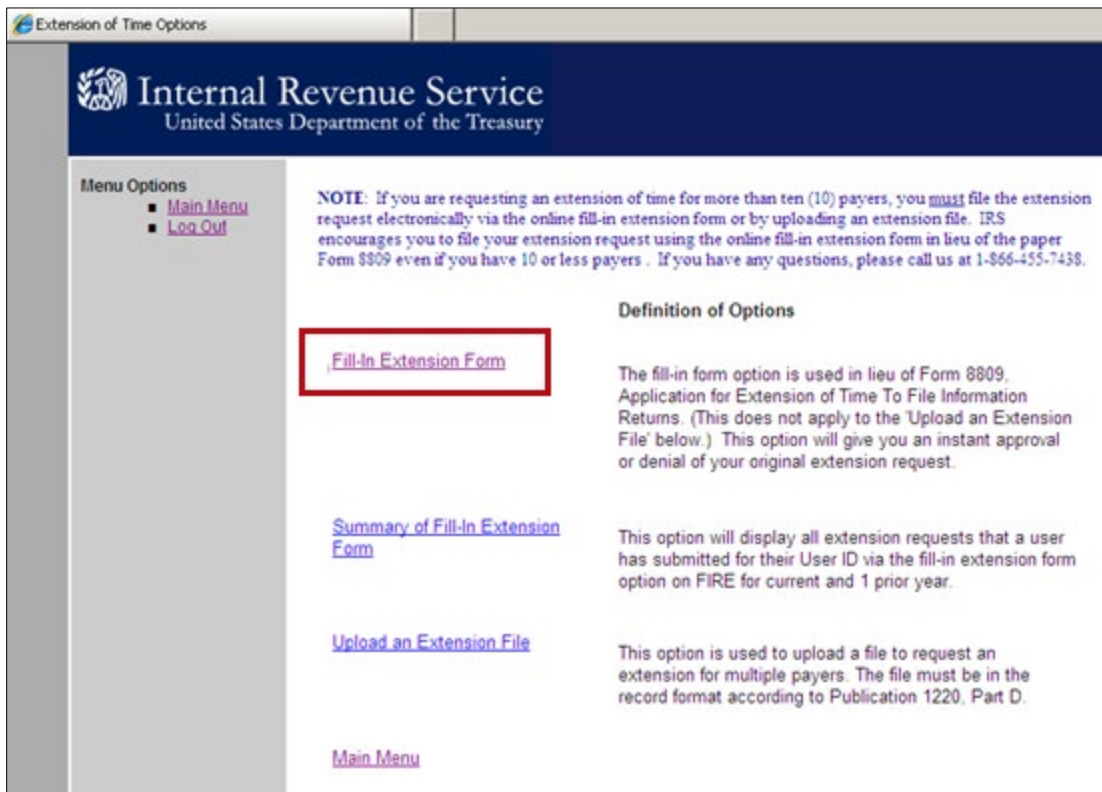 Extension of Time Options
Internal Revenue Service
United States Department of the Treasury
Menu Options
Main Menu
Log Out
NOTE: If you are requesting an extension of time for more than ten (10) payers, you must file the extension
request electronically via the online fill-in extension form or by uploading an extension file. IRS
encourages you to file your extension request using the online fill-in extension form in lieu of the paper
Form 8809 even if you have 10 or less payers . If you have any questions, please call us at 1-866-455-7438.
Definition of Options
Fill-In Extension Form
The fill-in form option is used in lieu of Form 8809,
Application for Extension of Time To File Information
Returns. (This does not apply to the 'Upload an Extension
File' below.) This option will give you an instant approval
or denial of your original extension request.
Summary of Fill-In Extension
Form
This option will display all extension requests that a user
has submitted for their User ID via the fill-in extension form
option on FIRE for current and 1 prior year.
Upload an Extension File
This option is used to upload a file to request an
extension for multiple payers. The file must be in the
record format according to Publication 1220, Part D.
Main Menu